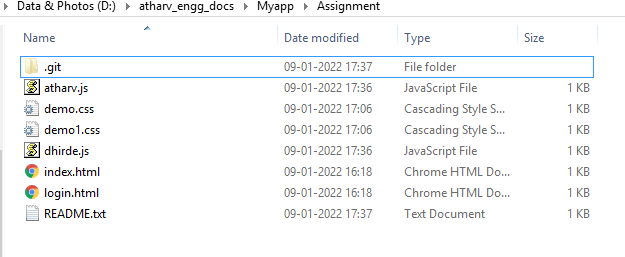 Data & Photos (D:) > atharv_engg_docs > Myapp > Assignment
Name Date modified Type Size
.git 09-01-2022 17:37 File folder
atharv.js 09-01-2022 17:36 JavaScript File 1 KB
demo.css 09-01-2022 17:06 Cascading Style S... 1 KB
demo1.css 09-01-2022 17:06 Cascading Style S... 1 KB
dhirde.js 09-01-2022 17:36 JavaScript File 1 KB
index.html 09-01-2022 16:18 Chrome HTML Do... 1 KB
login.html 09-01-2022 16:18 Chrome HTML Do... 1 KB
README.txt 09-01-2022 17:37 Text Document 1 KB